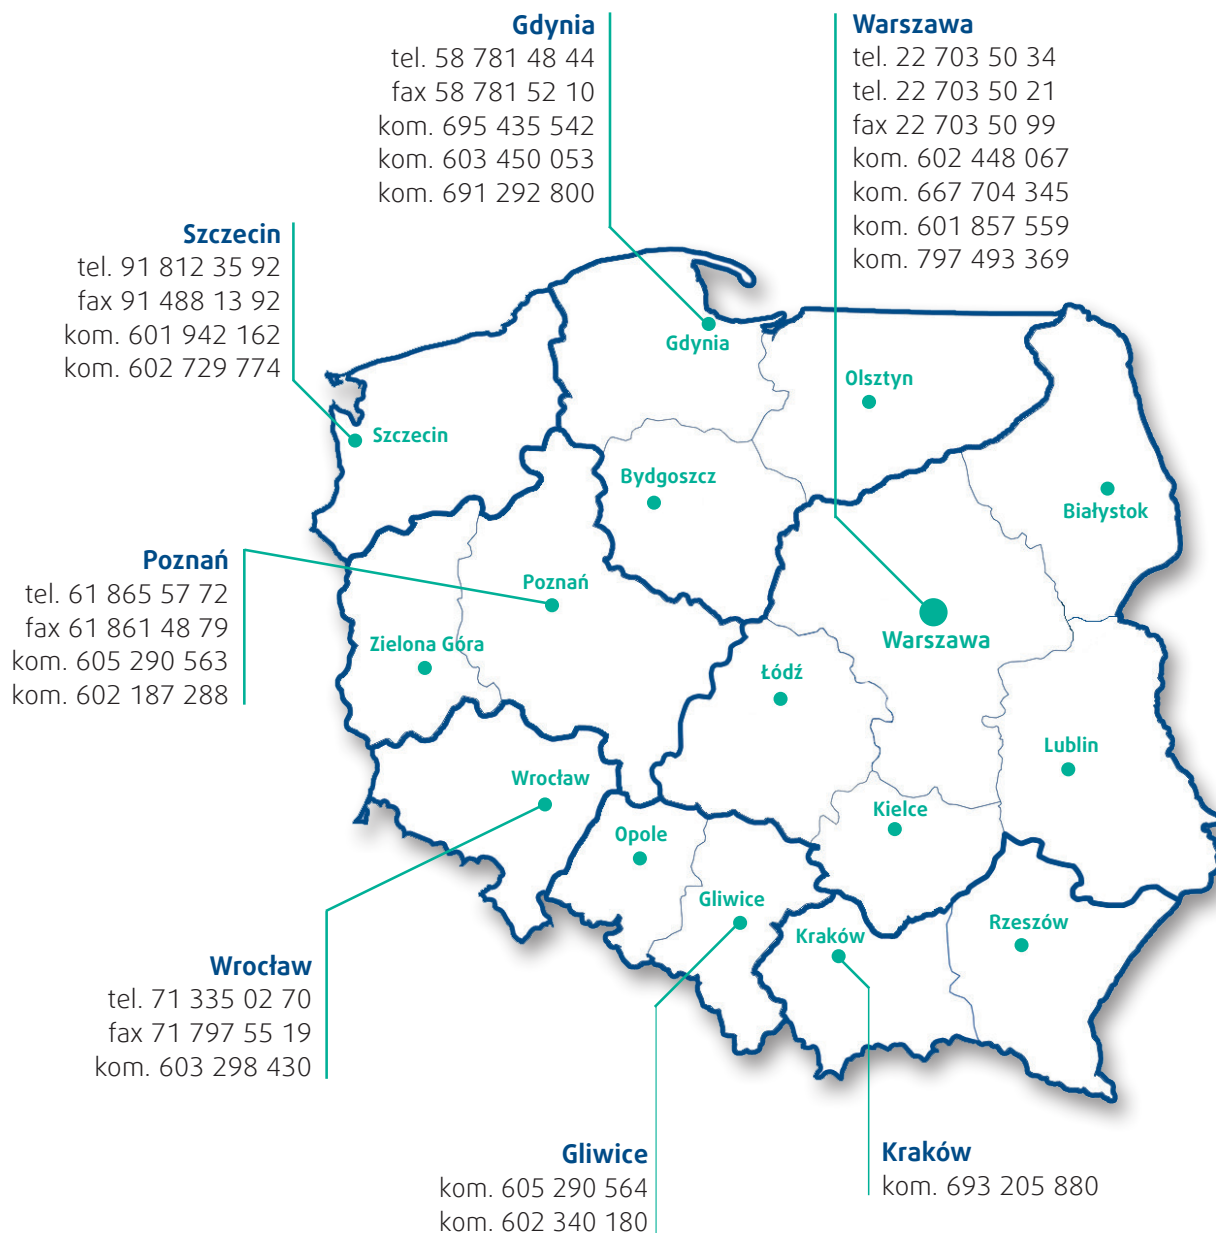 Gdynia
tel. 58 781 48 44
fax 58 781 52 10
kom. 695 435 542
kom. 603 450 053
kom. 691 292 800
Warszawa
tel. 22 703 50 34
tel. 22 703 50 21
fax 22 703 50 99
kom. 602 448 067
kom. 667 704 345
kom. 601 857 559
kom. 797 493 369
Szczecin
tel. 91 812 35 92
fax 91 488 13 92
kom. 601 942 162
kom. 602 729 774
Gdynia
Olsztyn
Szczecin
Bydgoszcz
Białystok
Poznań
tel. 61 865 57 72
fax 61 861 48 79
kom. 605 290 563
kom. 602 187 288
Poznań
Zielona Góra
Warszawa
Łódź
Lublin
Wrocław
Kielce
Opole
Gliwice
Kraków
Rzeszów
Wrocław
tel. 71 335 02 70
fax 71 797 55 19
kom. 603 298 430
Gliwice
kom. 605 290 564
kom. 602 340 180
Kraków
kom. 693 205 880